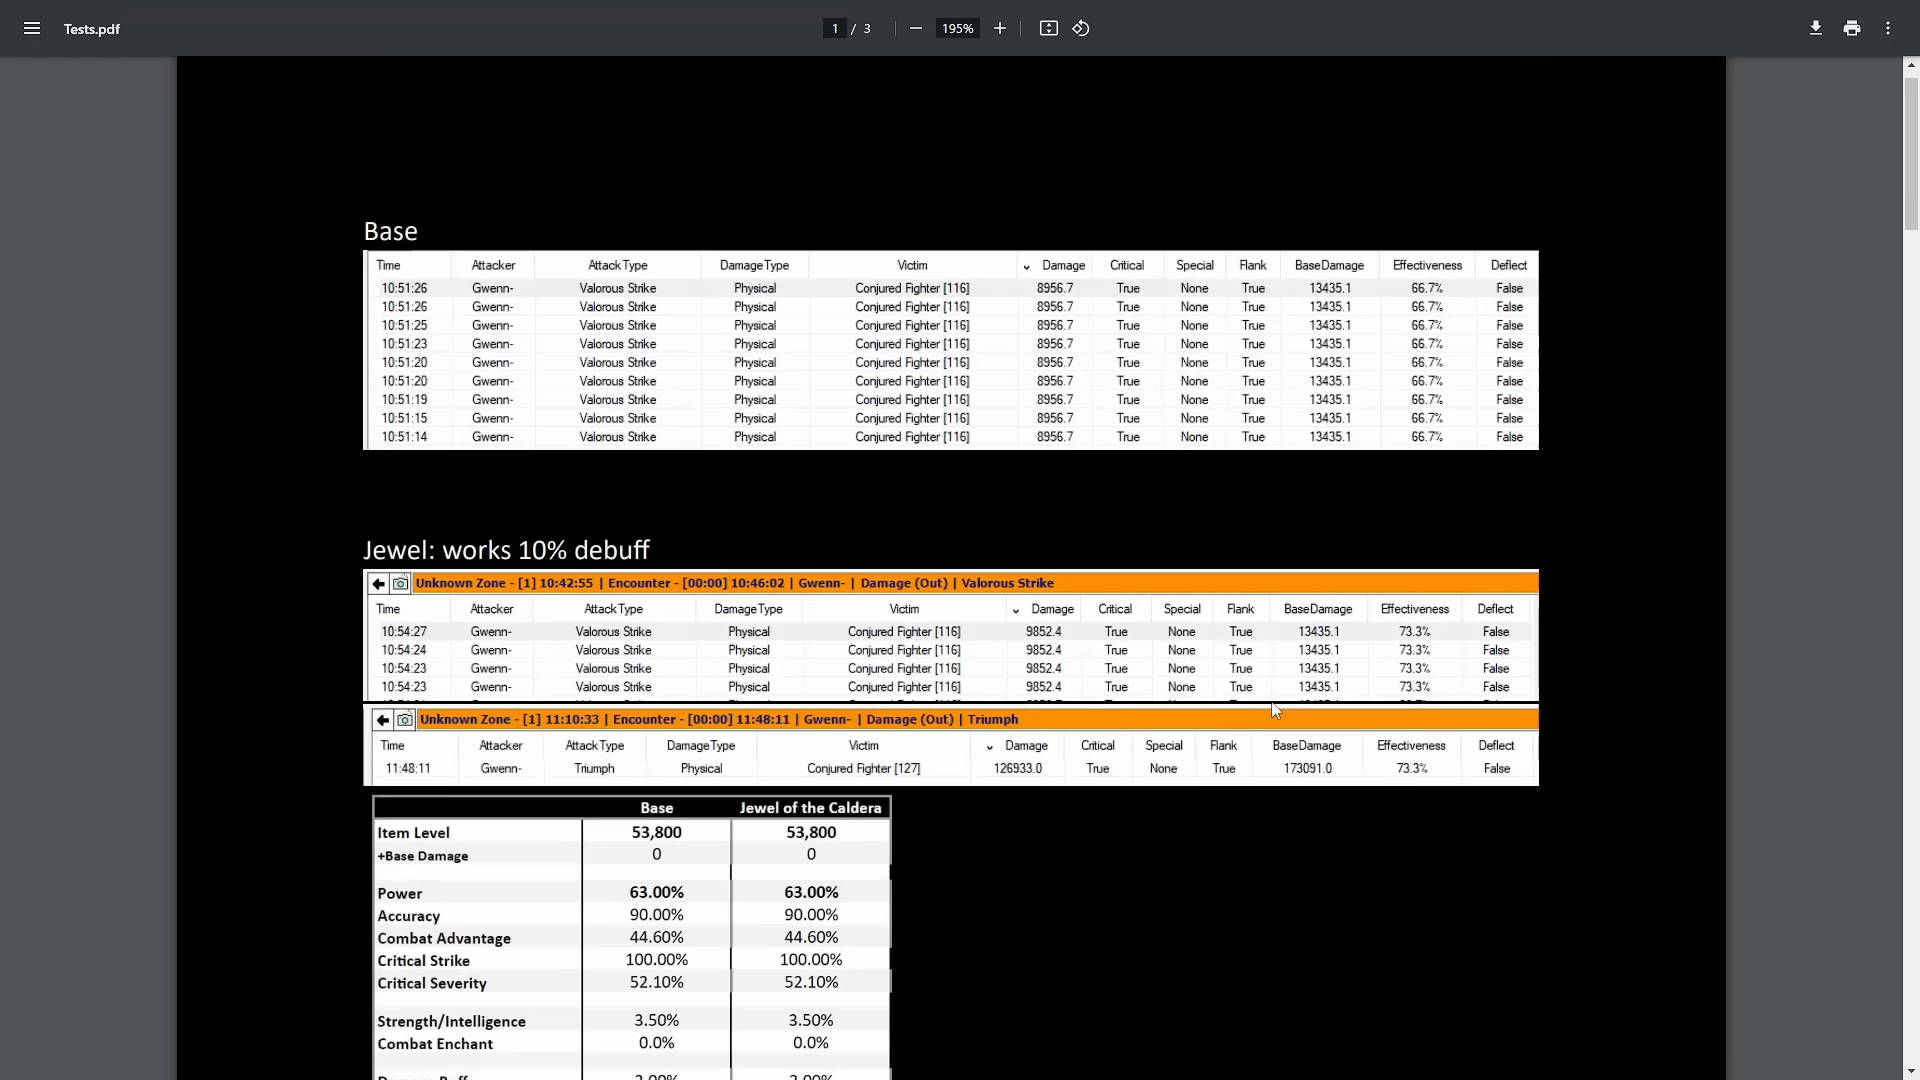 Tests.pdf 1 / 3 195%
Base
Time Attacker AttackType DamageType Victim Damage Critical Special Flank BaseDamage Effectiveness Deflect
10:51:26 Gwenn- Valorous Strike Physical Conjured Fighter [116] 8956.7 True None True 13435.1 66.7% False
10:51:26 Gwenn- Valorous Strike Physical Conjured Fighter [116] 8956.7 True None True 13435.1 66.7% False
10:51:25 Gwenn- Valorous Strike Physical Conjured Fighter [116] 8956.7 True None True 13435.1 66.7% False
10:51:23 Gwenn- Valorous Strike Physical Conjured Fighter [116] 8956.7 True None True 13435.1 66.7% False
10:51:20 Gwenn- Valorous Strike Physical Conjured Fighter [116] 8956.7 True None True 13435.1 66.7% False
10:51:20 Gwenn- Valorous Strike Physical Conjured Fighter [116] 8956.7 True None True 13435.1 66.7% False
10:51:19 Gwenn- Valorous Strike Physical Conjured Fighter [116] 8956.7 True None True 13435.1 66.7% False
10:51:15 Gwenn- Valorous Strike Physical Conjured Fighter [116] 8956.7 True None True 13435.1 66.7% False
10:51:14 Gwenn- Valorous Strike Physical Conjured Fighter [116] 8956.7 True None True 13435.1 66.7% False
Jewel: works 10% debuff
Unknown Zone - [1] 10:42:55 | Encounter - [00:00] 10:46:02 | Gwenn- | Damage (Out) | Valorous Strike
Time Attacker AttackType DamageType Victim Damage Critical Special Flank BaseDamage Effectiveness Deflect
10:54:27 Gwenn- Valorous Strike Physical Conjured Fighter [116] 9852.4 True None True 13435.1 73.3% False
10:54:24 Gwenn- Valorous Strike Physical Conjured Fighter [116] 9852.4 True None True 13435.1 73.3% False
10:54:23 Gwenn- Valorous Strike Physical Conjured Fighter [116] 9852.4 True None True 13435.1 73.3% False
10:54:23 Gwenn- Valorous Strike Physical Conjured Fighter [116] 9852.4 True None True 13435.1 73.3% False
Unknown Zone - [1] 11:10:33 | Encounter - [00:00] 11:48:11 | Gwenn- | Damage (Out) | Triumph
Time Attacker AttackType DamageType Victim Damage Critical Special Flank BaseDamage Effectiveness Deflect
11:48:11 Gwenn- Triumph Physical Conjured Fighter [127] 126933.0 True None True 173091.0 73.3% False
Base Jewel of the Caldera
Item Level 53,800 53,800
+Base Damage 0 0
Power 63.00% 63.00%
Accuracy 90.00% 90.00%
Combat Advantage 44.60% 44.60%
Critical Strike 100.00% 100.00%
Critical Severity 52.10% 52.10%
Strength/Intelligence 3.50% 3.50%
Combat Enchant 0.0% 0.0%